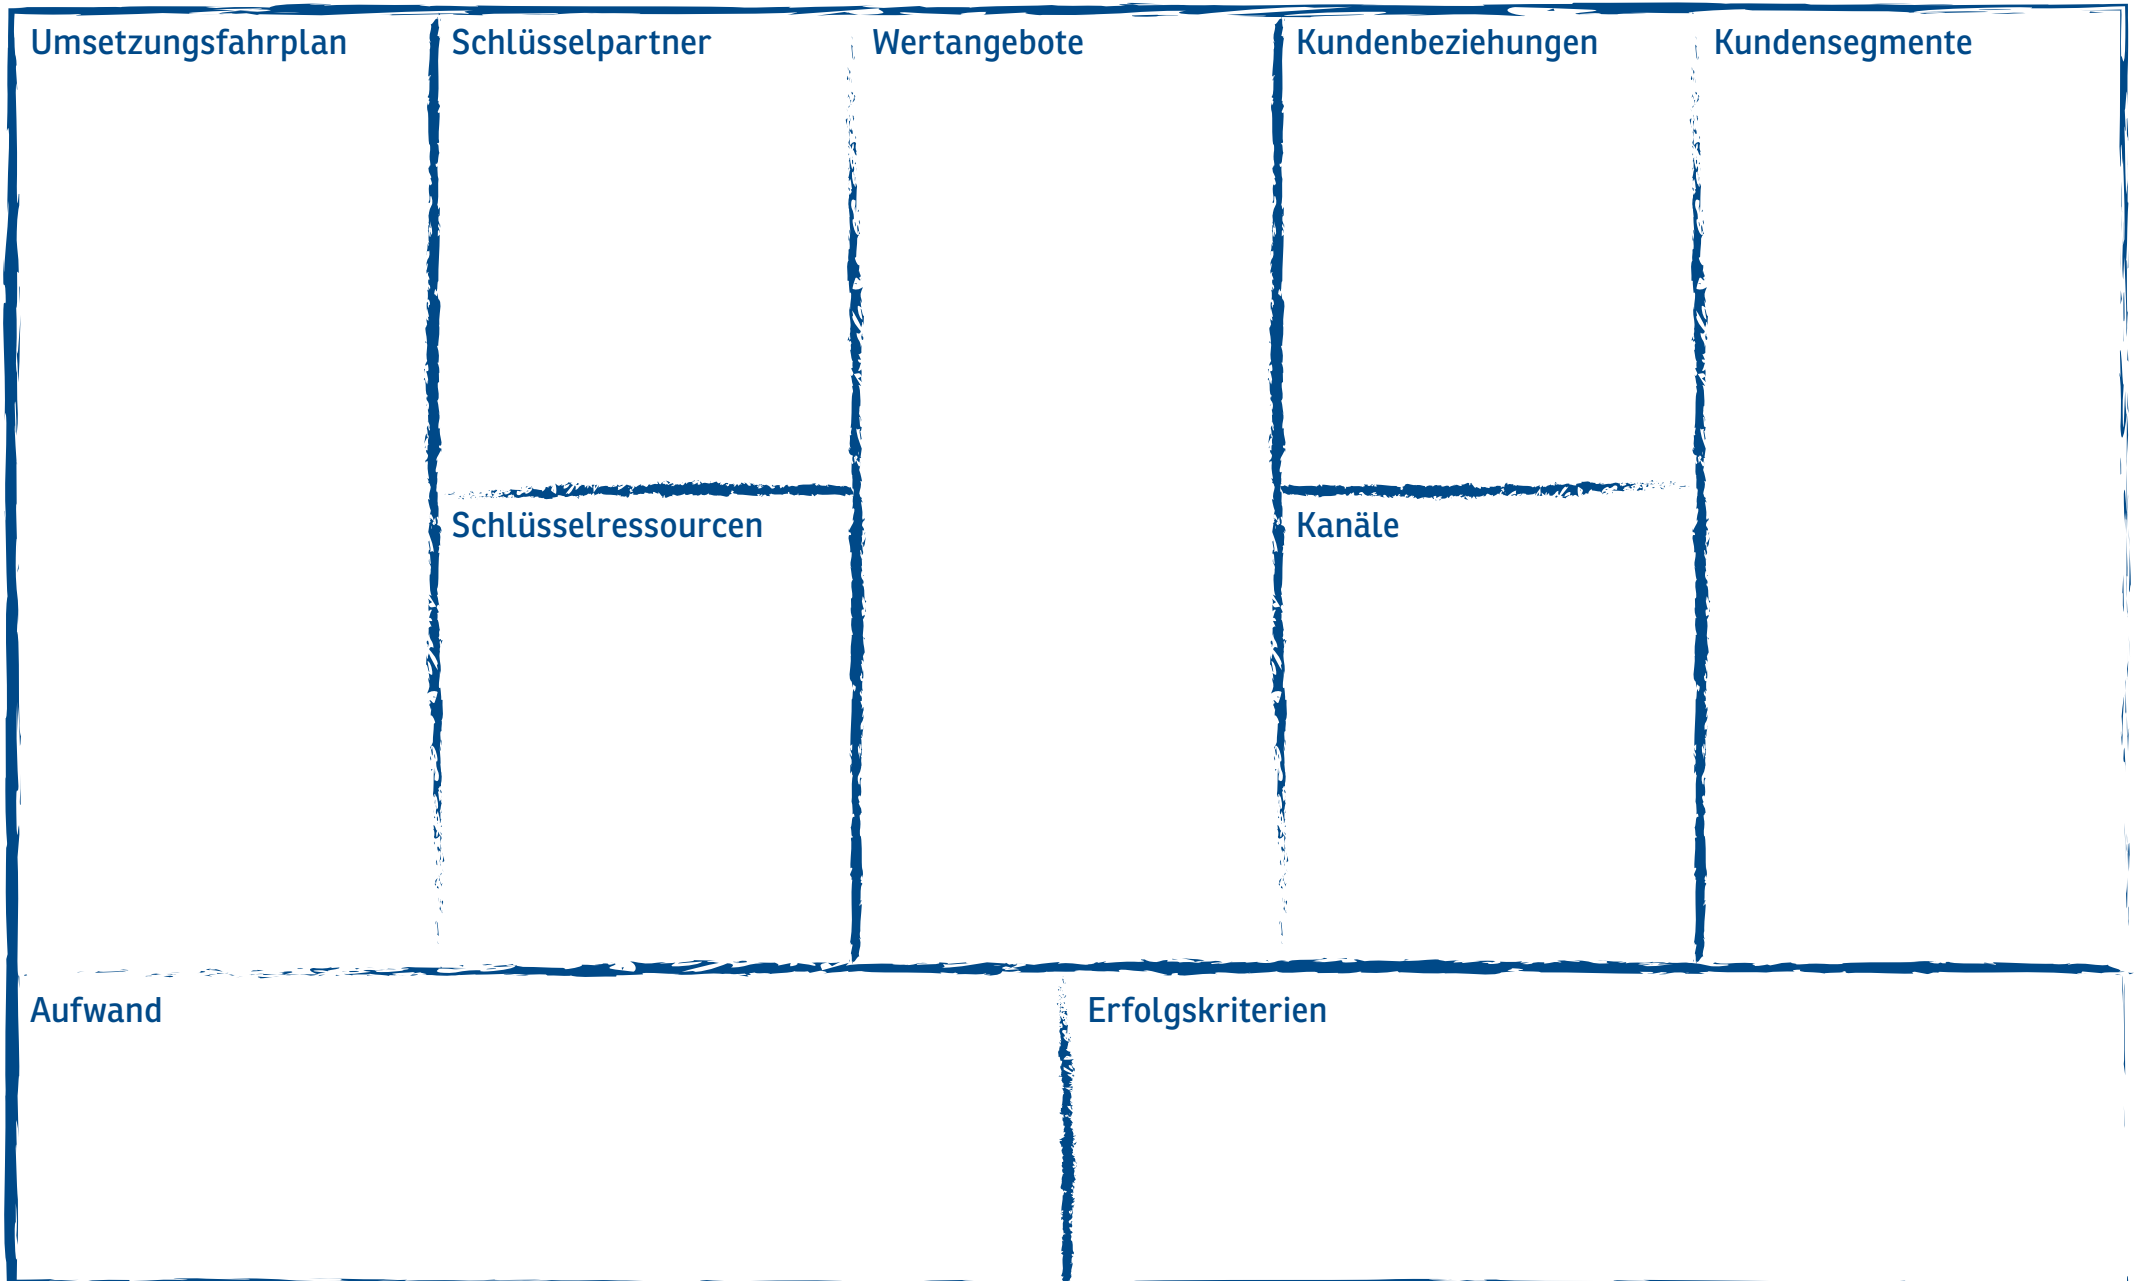 Umsetzungsfahrplan
Schlüsselpartner
Wertangebote
Kundenbeziehungen
Kundensegmente
Schlüsselressourcen
Kanäle
Aufwand
Erfolgskriterien